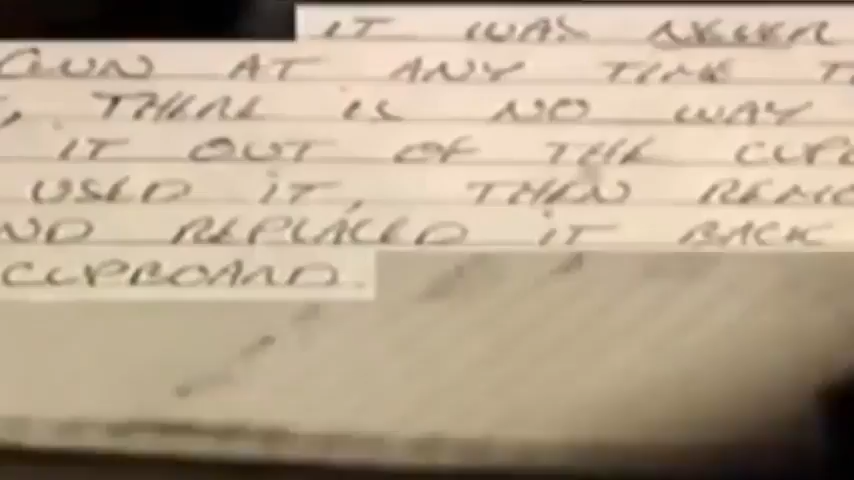 IT WAS NEVER
GUN AT ANY TIME
, THERE IS NO WAY
IT OUT OF THE
USED IT, THEN
ND REPLACED IT BACK
CUPBOARD.